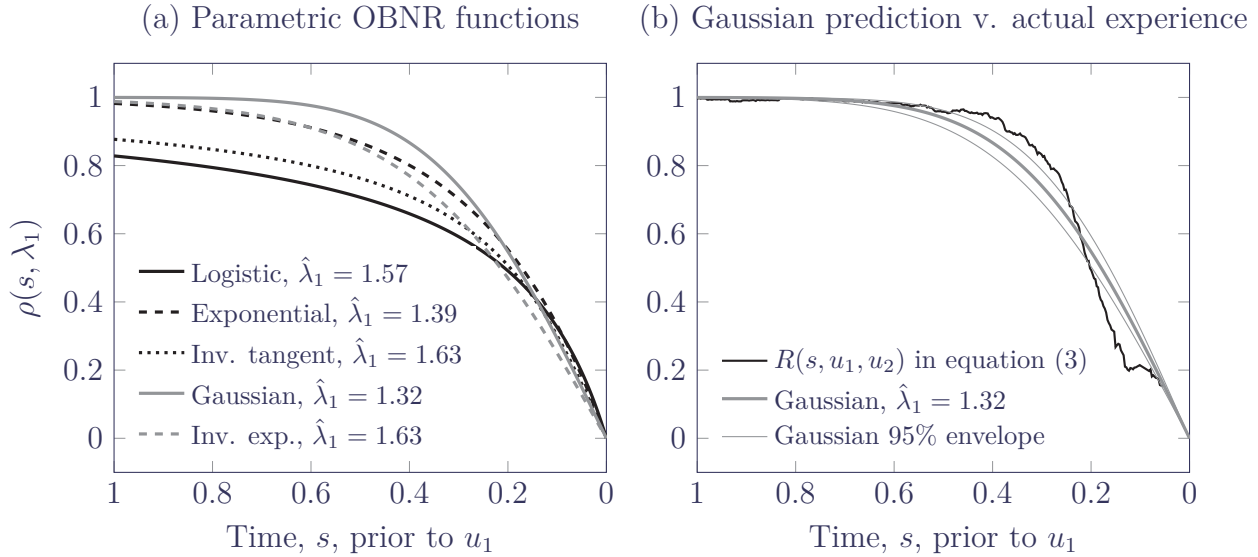 (a) Parametric OBNR functions
ρ(s, λ₁)
1
0.8
0.6
0.4
0.2
0
Logistic, λ̂₁ = 1.57
Exponential, λ̂₁ = 1.39
Inv. tangent, λ̂₁ = 1.63
Gaussian, λ̂₁ = 1.32
Inv. exp., λ̂₁ = 1.63
1 0.8 0.6 0.4 0.2 0
Time, s, prior to u₁
(b) Gaussian prediction v. actual experience
1
0.8
0.6
0.4
0.2
0
R(s, u₁, u₂) in equation (3)
Gaussian, λ̂₁ = 1.32
Gaussian 95% envelope
1 0.8 0.6 0.4 0.2 0
Time, s, prior to u₁